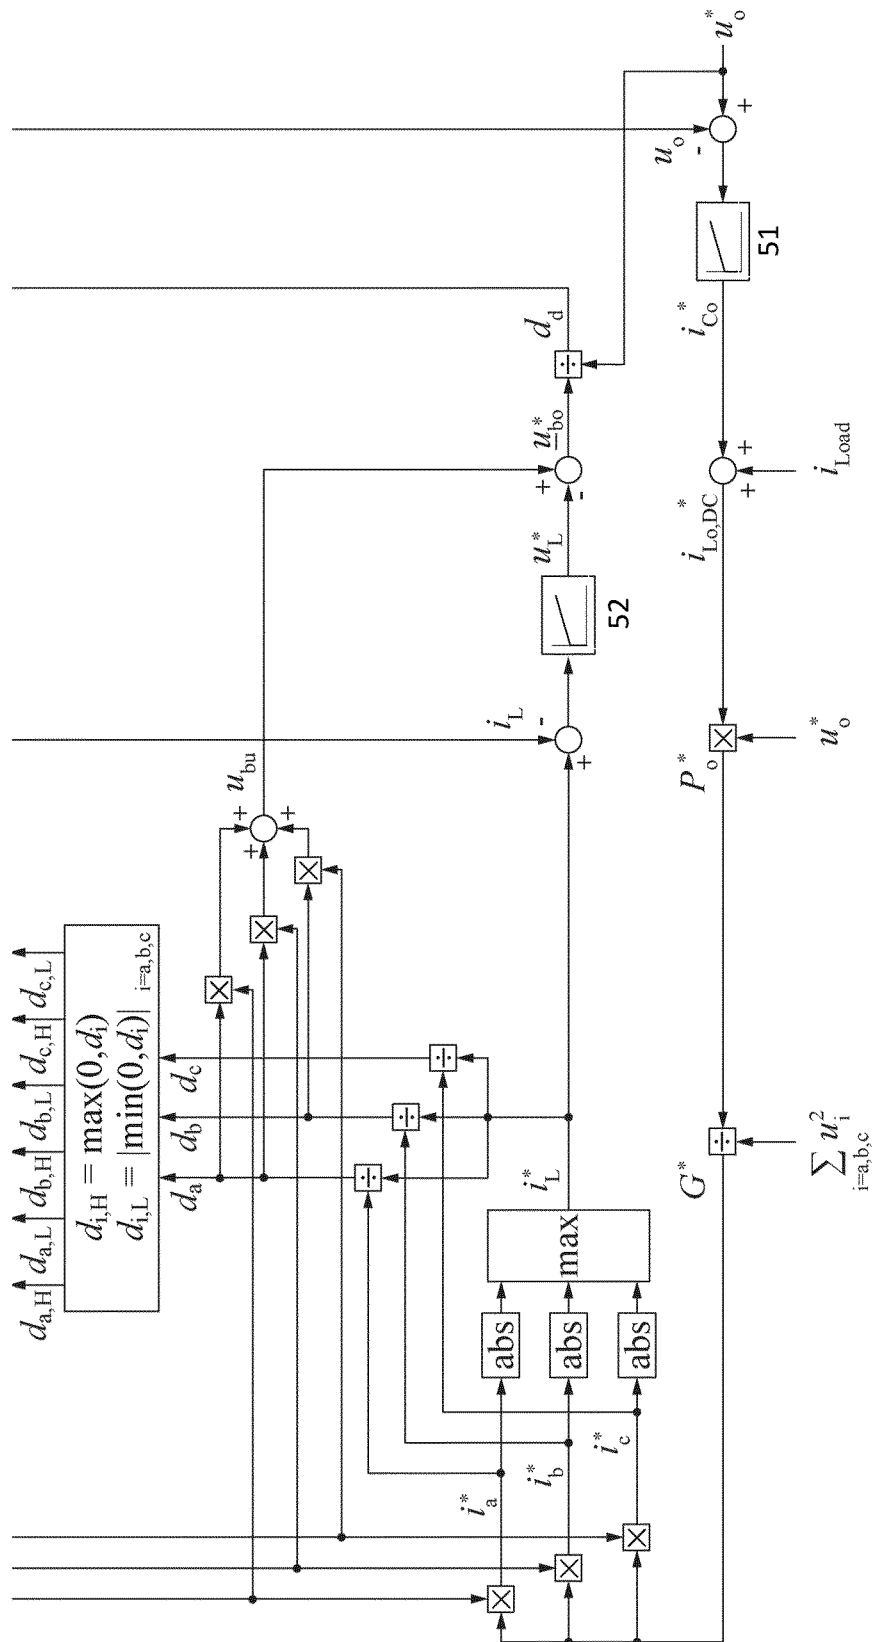 u*o
+
-
uo
51
i*Co
+
+
iLoad
i*Lo,DC
u*o
P*o
G*
∑ u²i
i=a,b,c
÷
dd
÷
u*bo
+
-
u*L
52
iL
-
+
ubu
+
+
+
×
×
×
×
da,H da,L db,H db,L dc,H dc,L
di,H = max(0,di)
di,L = |min(0,di)| i=a,b,c
da db dc
÷
÷
÷
i*L
max
abs
abs
abs
i*a
i*b
i*c
×
×
×